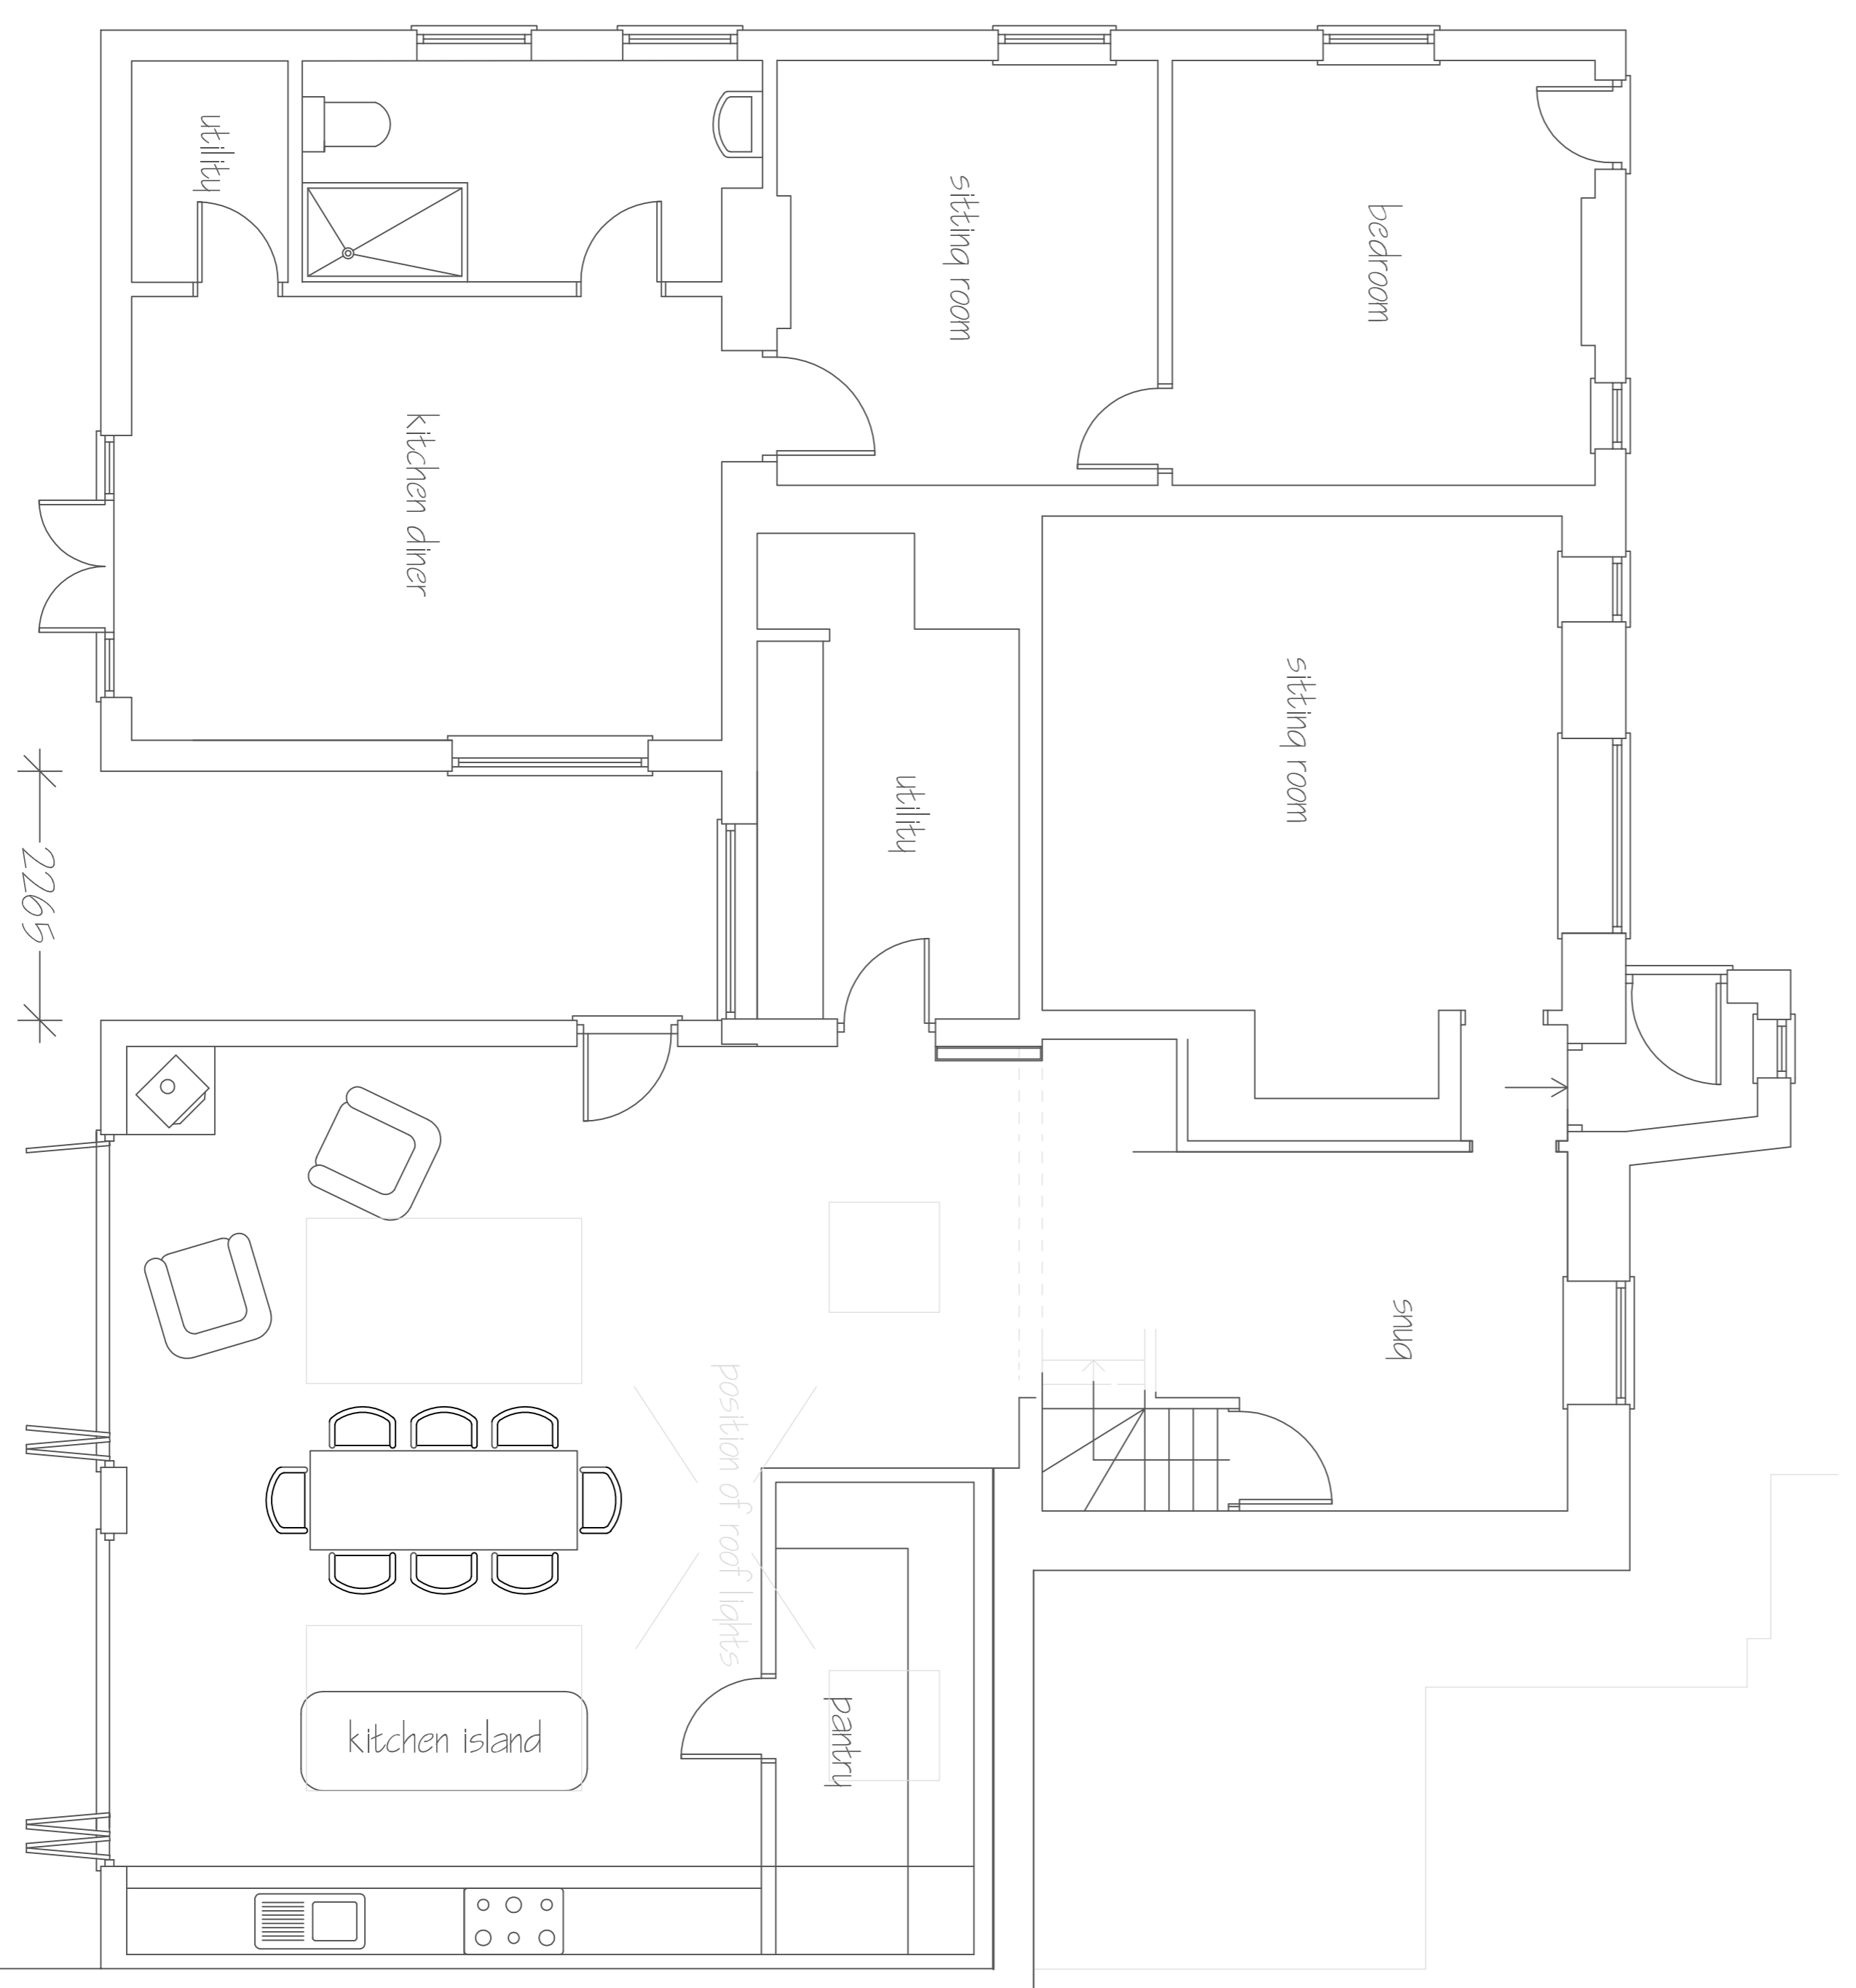 utility
sitting room
bedroom
kitchen diner
sitting room
utility
2265
snug
position of roof lights
pantry
kitchen island